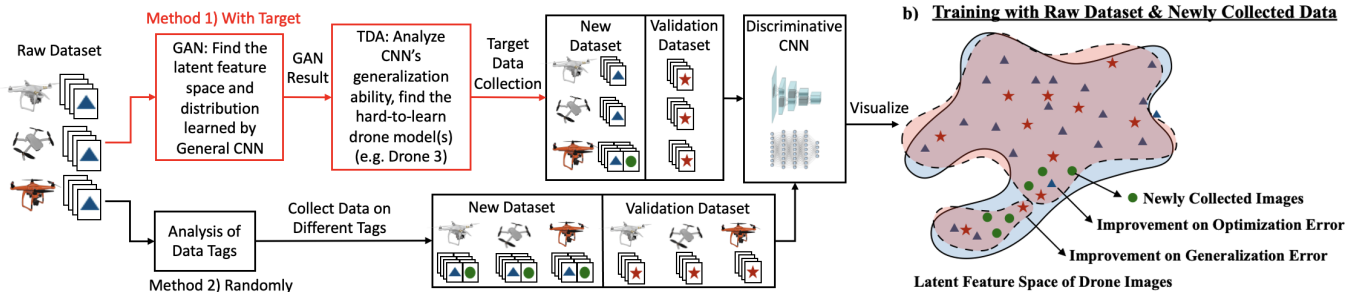 Method 1) With Target
Raw Dataset
GAN: Find the
latent feature
space and
distribution
learned by
General CNN
GAN
Result
TDA: Analyze
CNN's
generalization
ability, find the
hard-to-learn
drone model(s)
(e.g. Drone 3)
Target
Data
Collection
New
Dataset
Validation
Dataset
Discriminative
CNN
Visualize
Analysis of
Data Tags
Method 2) Randomly
Collect Data on
Different Tags
New Dataset
Validation Dataset
b) Training with Raw Dataset & Newly Collected Data
Newly Collected Images
Improvement on Optimization Error
Improvement on Generalization Error
Latent Feature Space of Drone Images